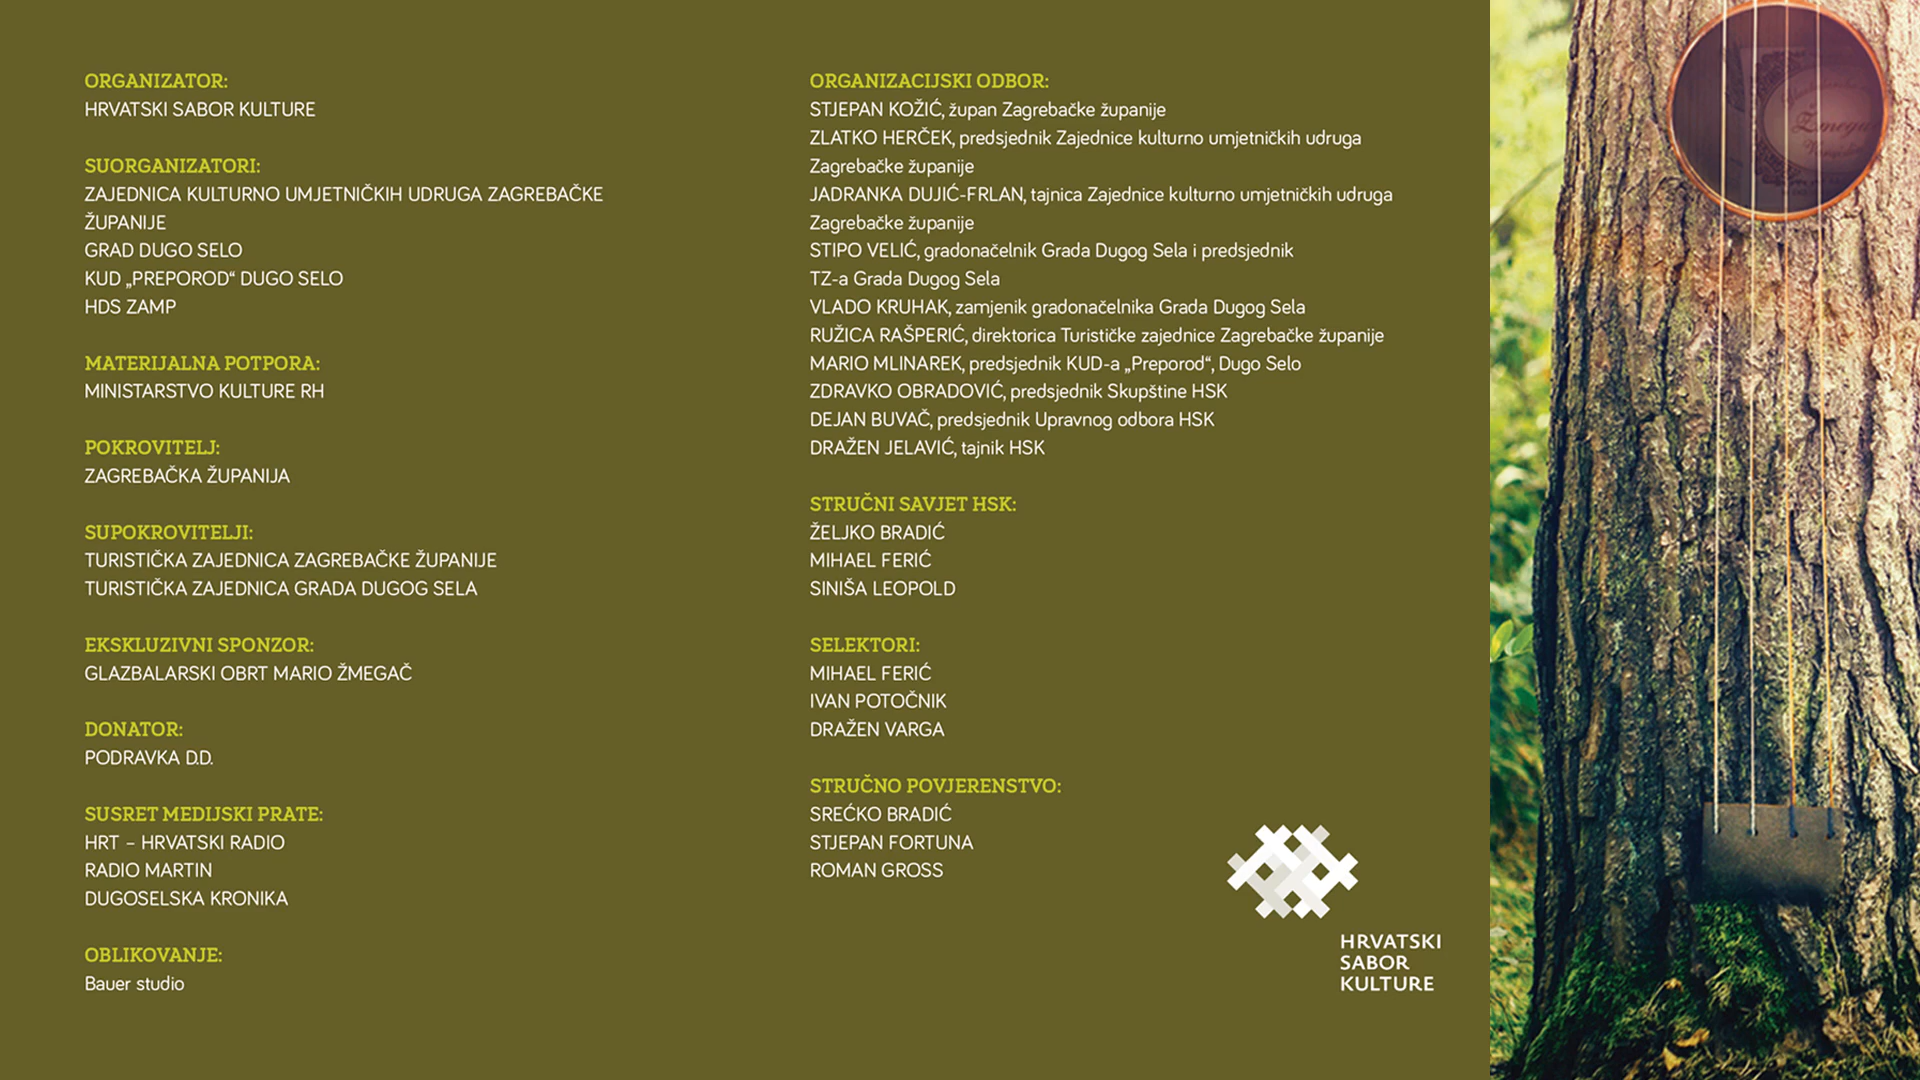 ORGANIZATOR:
HRVATSKI SABOR KULTURE
SUORGANIZATORI:
ZAJEDNICA KULTURNO UMJETNIČKIH UDRUGA ZAGREBAČKE
ŽUPANIJE
GRAD DUGO SELO
KUD „PREPOROD“ DUGO SELO
HDS ZAMP
MATERIJALNA POTPORA:
MINISTARSTVO KULTURE RH
POKROVITELJ:
ZAGREBAČKA ŽUPANIJA
SUPOKROVITELJI:
TURISTIČKA ZAJEDNICA ZAGREBAČKE ŽUPANIJE
TURISTIČKA ZAJEDNICA GRADA DUGOG SELA
EKSKLUZIVNI SPONZOR:
GLAZBALARSKI OBRT MARIO ŽMEGAČ
DONATOR:
PODRAVKA D.D.
SUSRET MEDIJSKI PRATE:
HRT – HRVATSKI RADIO
RADIO MARTIN
DUGOSELSKA KRONIKA
OBLIKOVANJE:
Bauer studio
ORGANIZACIJSKI ODBOR:
STJEPAN KOŽIĆ, župan Zagrebačke županije
ZLATKO HERČEK, predsjednik Zajednice kulturno umjetničkih udruga
Zagrebačke županije
JADRANKA DUJIĆ-FRLAN, tajnica Zajednice kulturno umjetničkih udruga
Zagrebačke županije
STIPO VELIĆ, gradonačelnik Grada Dugog Sela i predsjednik
TZ-a Grada Dugog Sela
VLADO KRUHAK, zamjenik gradonačelnika Grada Dugog Sela
RUŽICA RAŠPERIĆ, direktorica Turističke zajednice Zagrebačke županije
MARIO MLINAREK, predsjednik KUD-a „Preporod“, Dugo Selo
ZDRAVKO OBRADOVIĆ, predsjednik Skupštine HSK
DEJAN BUVAČ, predsjednik Upravnog odbora HSK
DRAŽEN JELAVIĆ, tajnik HSK
STRUČNI SAVJET HSK:
ŽELJKO BRADIĆ
MIHAEL FERIĆ
SINIŠA LEOPOLD
SELEKTORI:
MIHAEL FERIĆ
IVAN POTOČNIK
DRAŽEN VARGA
STRUČNO POVJERENSTVO:
SREĆKO BRADIĆ
STJEPAN FORTUNA
ROMAN GROSS
HRVATSKI
SABOR
KULTURE